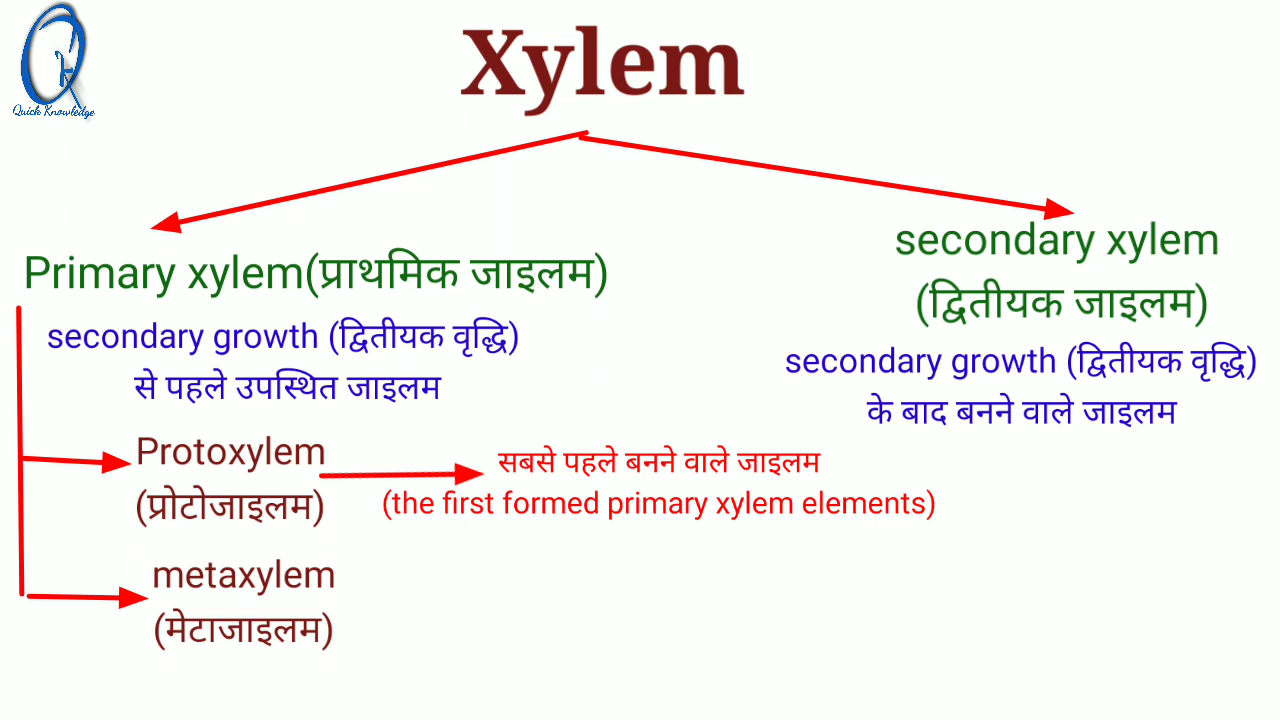 Quick Knowledge
Xylem
Primary xylem(प्राथमिक जाइलम)
secondary growth (द्वितीयक वृद्धि)
से पहले उपस्थित जाइलम
secondary xylem
(द्वितीयक जाइलम)
secondary growth (द्वितीयक वृद्धि)
के बाद बनने वाले जाइलम
Protoxylem
(प्रोटोजाइलम)
सबसे पहले बनने वाले जाइलम
(the first formed primary xylem elements)
metaxylem
(मेटाजाइलम)